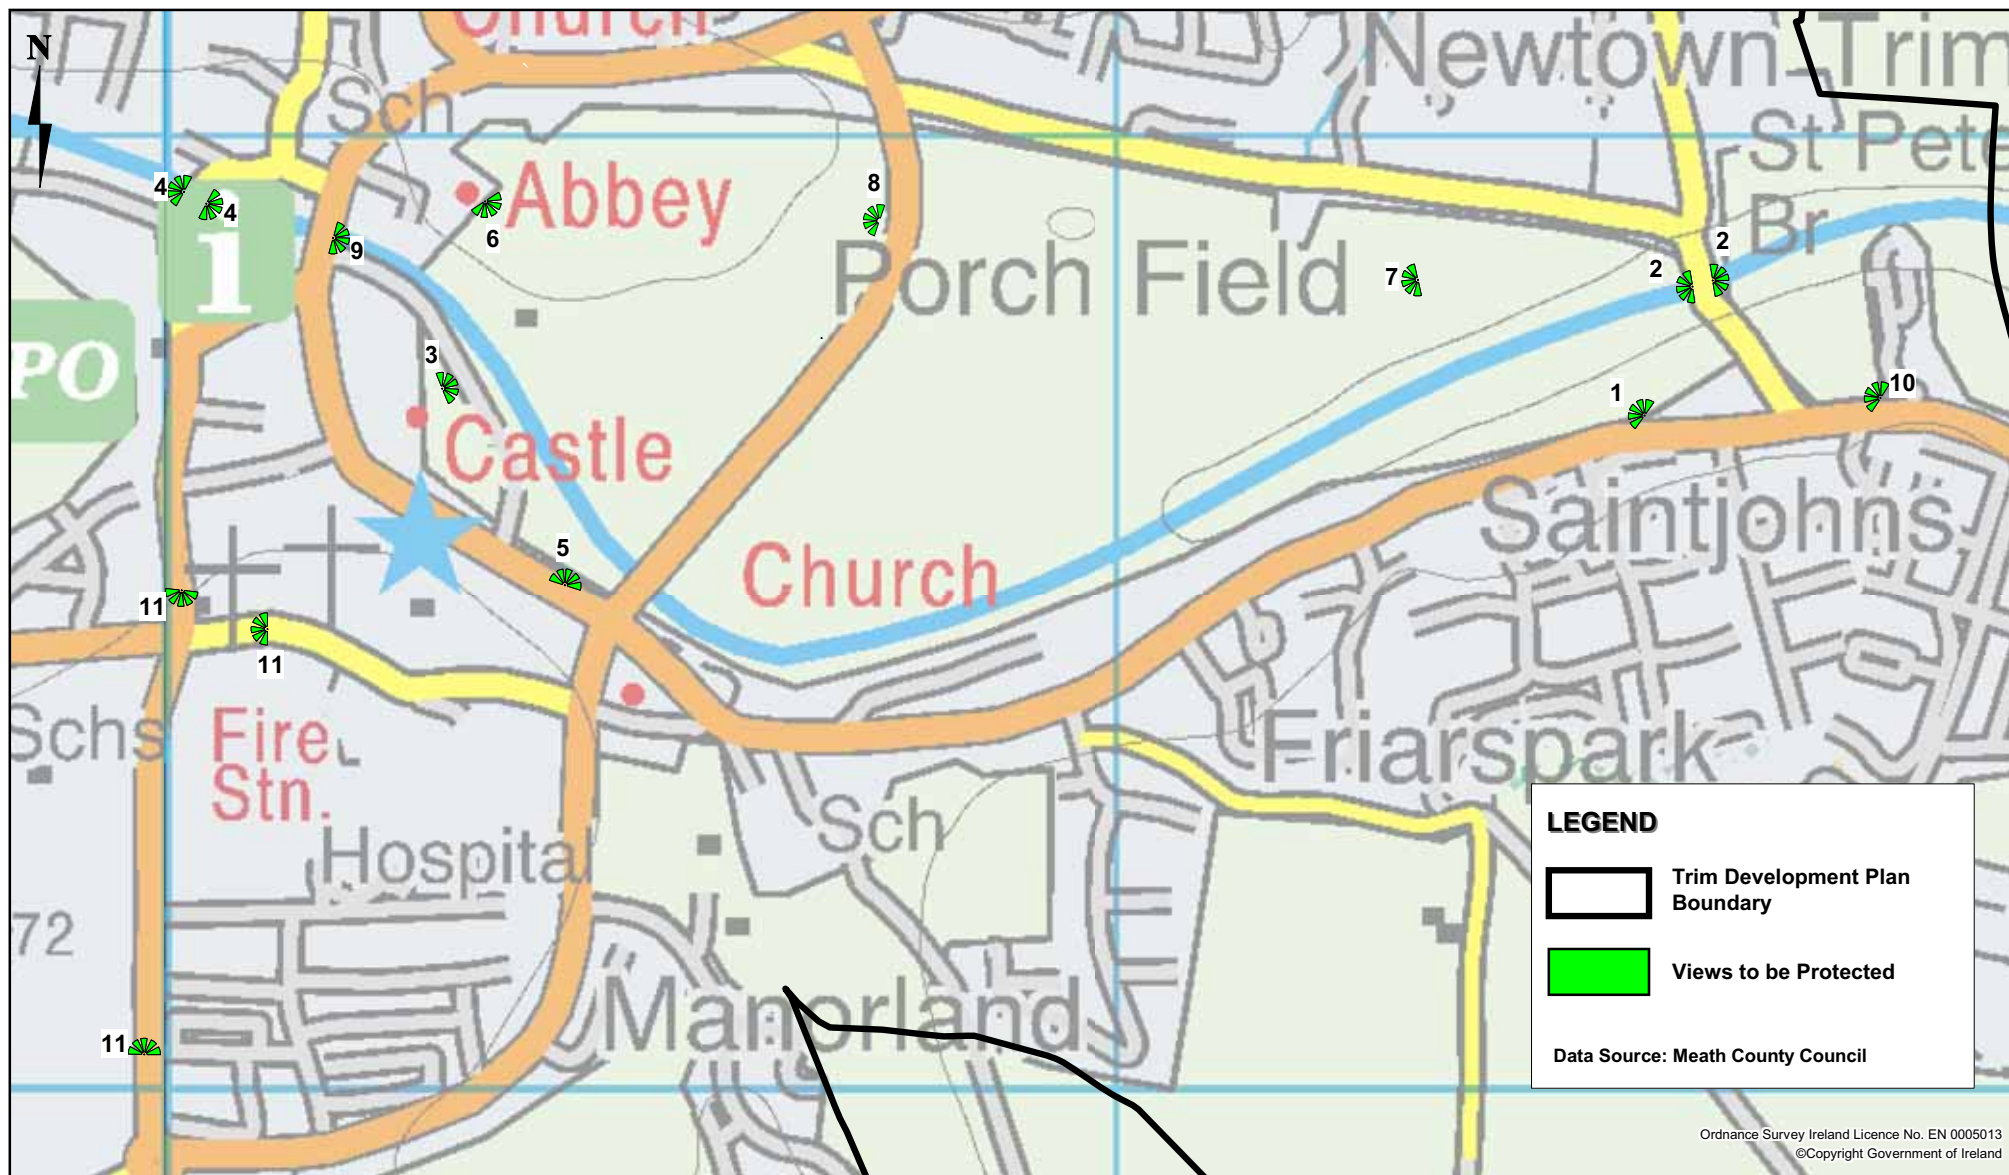 N
Church
Sch
Newtown Trim
St Pete
Br
4
4
i
9
Abbey
6
8
Porch Field
7
2
2
PO
3
Castle
1
10
Saintjohns
5
Church
11
11
Schs
Fire
Stn.
Friarspark
Hospital
Sch
72
Manorland
11
LEGEND
Trim Development Plan
Boundary
Views to be Protected
Data Source: Meath County Council
Ordnance Survey Ireland Licence No. EN 0005013
©Copyright Government of Ireland